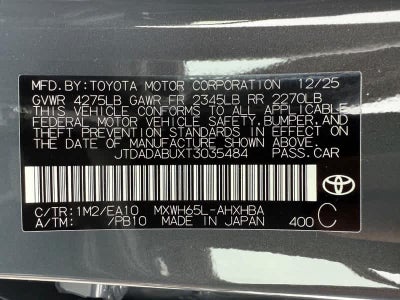 MFD. BY: TOYOTA MOTOR CORPORATION 12/25
GVWR 4275LB GAWR FR 2345LB RR 2270LB
THIS VEHICLE CONFORMS TO ALL APPLICABLE
FEDERAL MOTOR VEHICLE SAFETY, BUMPER, AND
THEFT PREVENTION STANDARDS IN EFFECT ON
THE DATE OF MANUFACTURE SHOWN ABOVE.
JTDADABUXT3035484 PASS.CAR
TOYOTA
C/TR:1M2/EA10 MXWH65L-AHXHBA C
A/TM: /PB10 MADE IN JAPAN 400